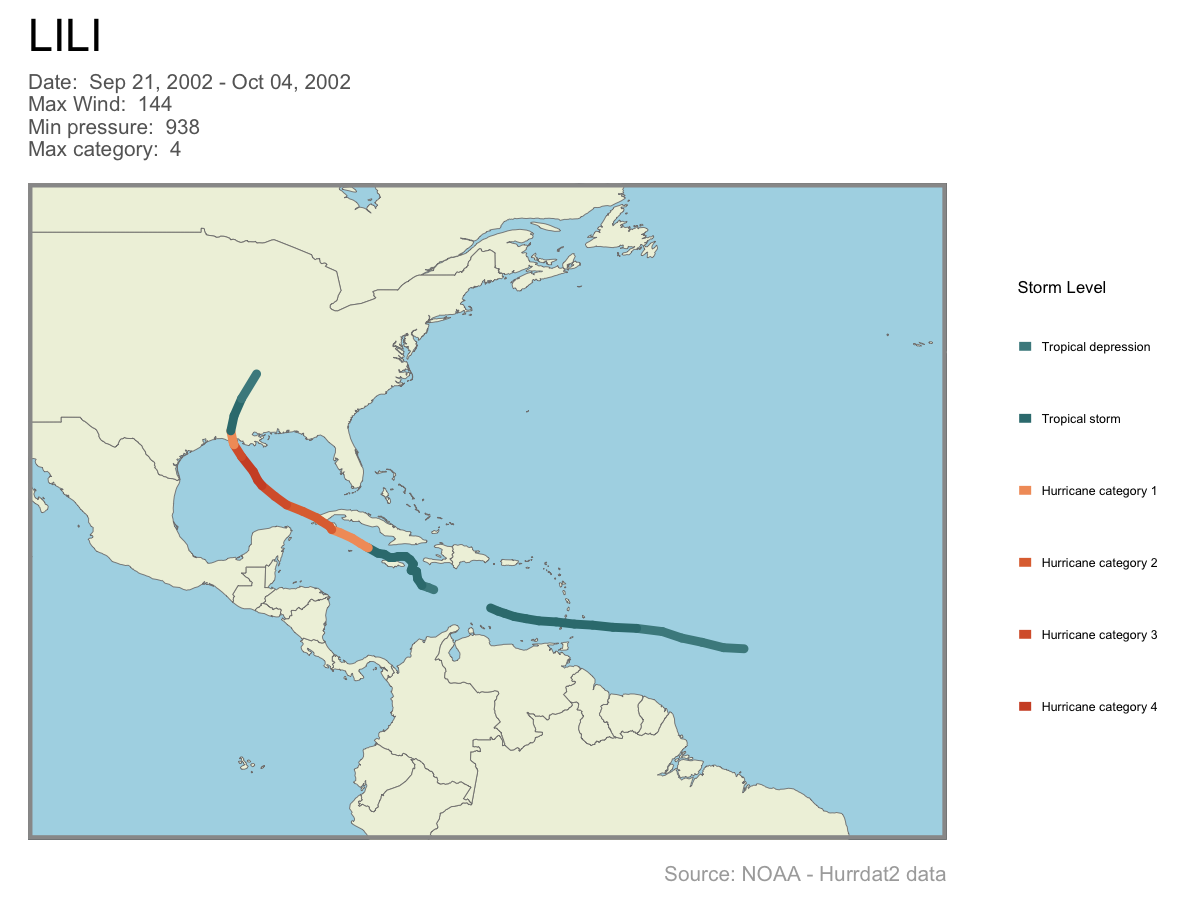 LILI
Date:  Sep 21, 2002 - Oct 04, 2002
Max Wind:  144
Min pressure:  938
Max category:  4
Storm Level
Tropical depression
Tropical storm
Hurricane category 1
Hurricane category 2
Hurricane category 3
Hurricane category 4
Source: NOAA - Hurrdat2 data